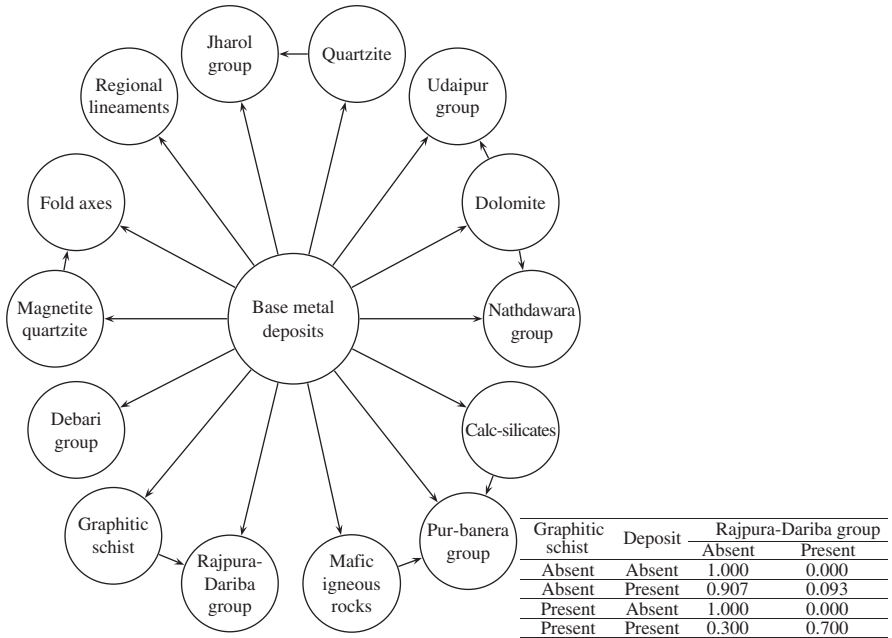 Jharol
group
Quartzite
Regional
lineaments
Udaipur
group
Fold axes
Dolomite
Magnetite
quartzite
Base metal
deposits
Nathdawara
group
Debari
group
Calc-silicates
Graphitic
schist
Rajpura-
Dariba
group
Mafic
igneous
rocks
Pur-banera
group
Graphitic
schist
Deposit
Rajpura-Dariba group
Absent Present
Absent Absent 1.000 0.000
Absent Present 0.907 0.093
Present Absent 1.000 0.000
Present Present 0.300 0.700